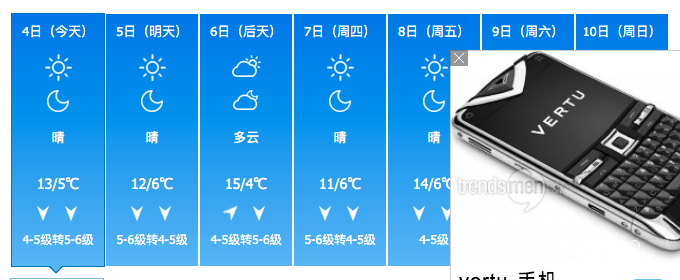 4日（今天） 5日（明天） 6日（后天） 7日（周四） 8日（周五） 9日（周六） 10日（周日）
晴 晴 多云 晴 晴
13/5℃ 12/6℃ 15/4℃ 11/6℃ 14/6℃
4-5级转5-6级 5-6级转4-5级 4-5级转5-6级 5-6级转4-5级 4-5级
VERTU
trendsmen
vertu 手机